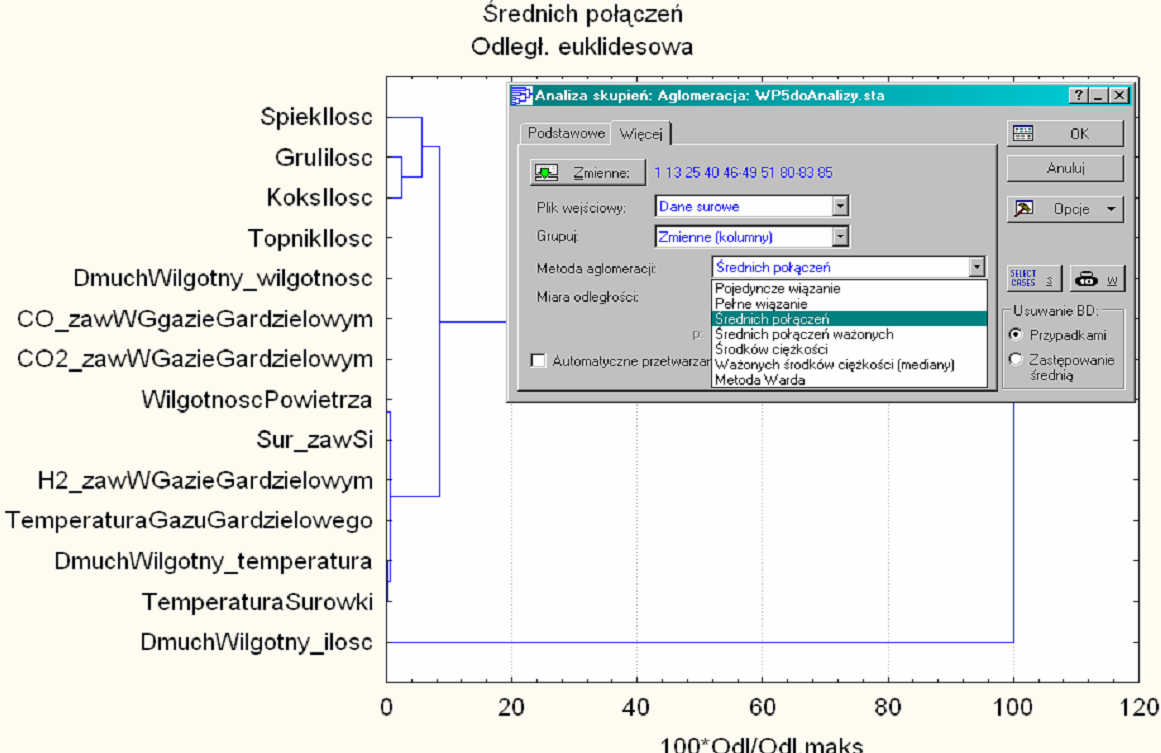 Średnich połączeń
Odległ. euklidesowa
SpiekIlosc
GrulIlosc
KoksIlosc
TopnikIlosc
DmuchWilgotny_wilgotnosc
CO_zawWGgazieGardzielowym
CO2_zawWGazieGardzielowym
WilgotnoscPowietrza
Sur_zawSi
H2_zawWGazieGardzielowym
TemperaturaGazuGardzielowego
DmuchWilgotny_temperatura
TemperaturaSurowki
DmuchWilgotny_ilosc
0 20 40 60 80 100 120
100*Odl/Odl.maks
Analiza skupień: Aglomeracja: WP5doAnalizy.sta
Podstawowe Więcej
Zmienne: 1 13 25 40 46-49 51 80-83 85
Plik wejściowy: Dane surowe
Grupuj: Zmienne (kolumny)
Metoda aglomeracji: Średnich połączeń
Miara odległości:
Pojedyncze wiązanie
Pełne wiązanie
Średnich połączeń
Średnich połączeń ważonych
Środków ciężkości
Ważonych środków ciężkości (mediany)
Metoda Warda
p:
Automatyczne przetwarzan
OK
Anuluj
Opcje
SELECT CASES S W
Usuwanie BD:
Przypadkami
Zastępowanie
średnią